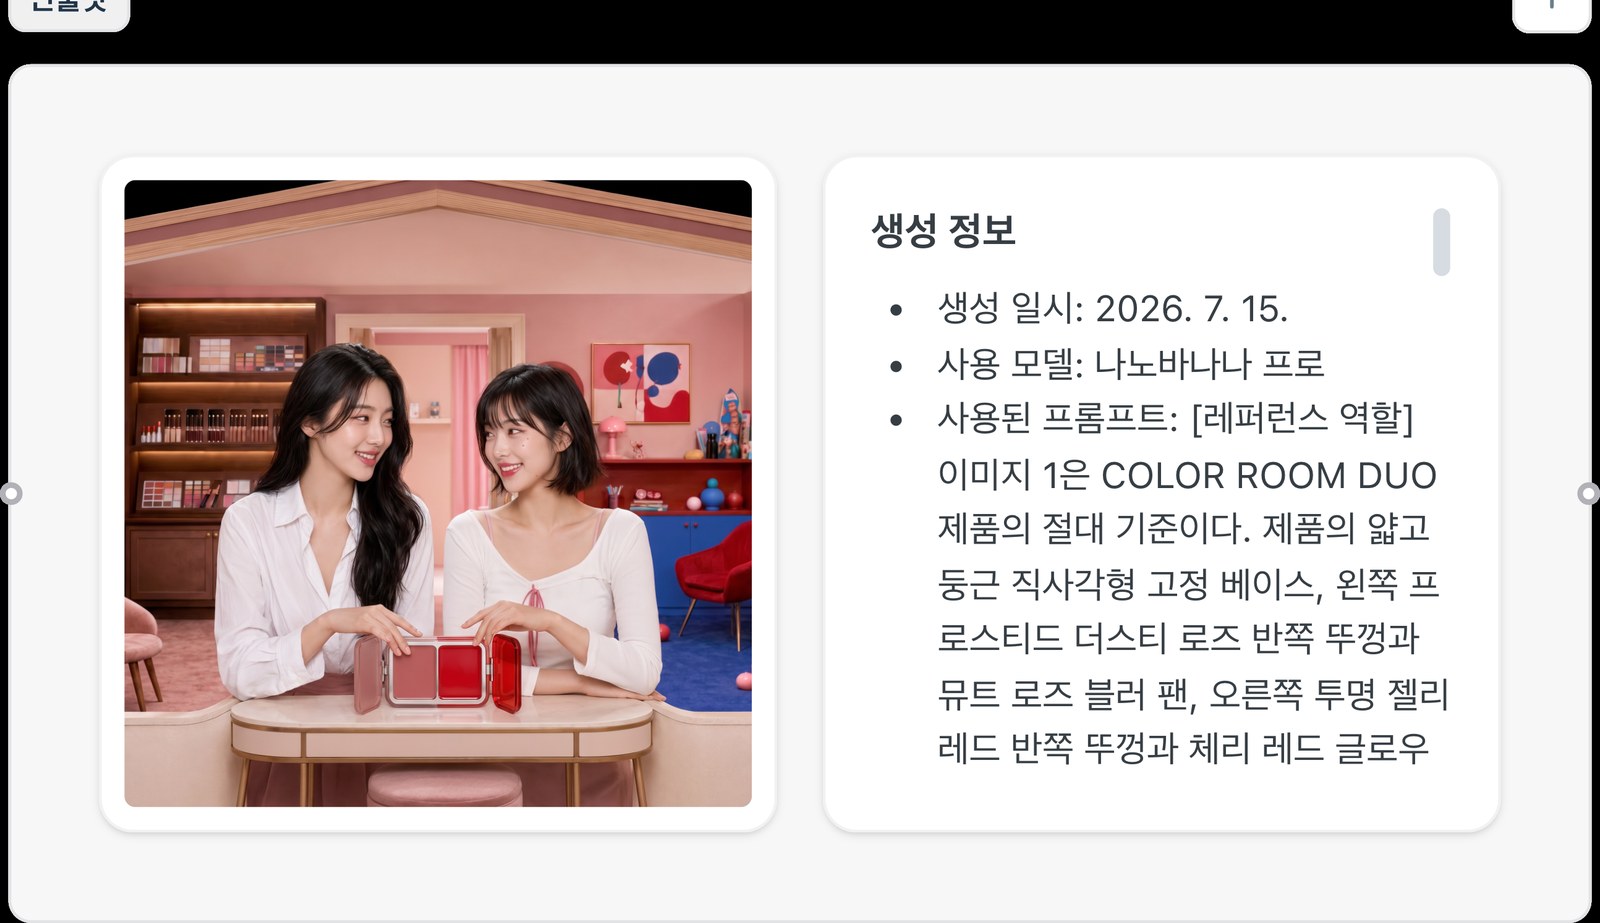 생성 정보
• 생성 일시: 2026. 7. 15.
• 사용 모델: 나노바나나 프로
• 사용된 프롬프트: [레퍼런스 역할]
이미지 1은 COLOR ROOM DUO
제품의 절대 기준이다. 제품의 얇고
둥근 직사각형 고정 베이스, 왼쪽 프
로스티드 더스티 로즈 반쪽 뚜껑과
뮤트 로즈 블러 팬, 오른쪽 투명 젤리
레드 반쪽 뚜껑과 체리 레드 글로우